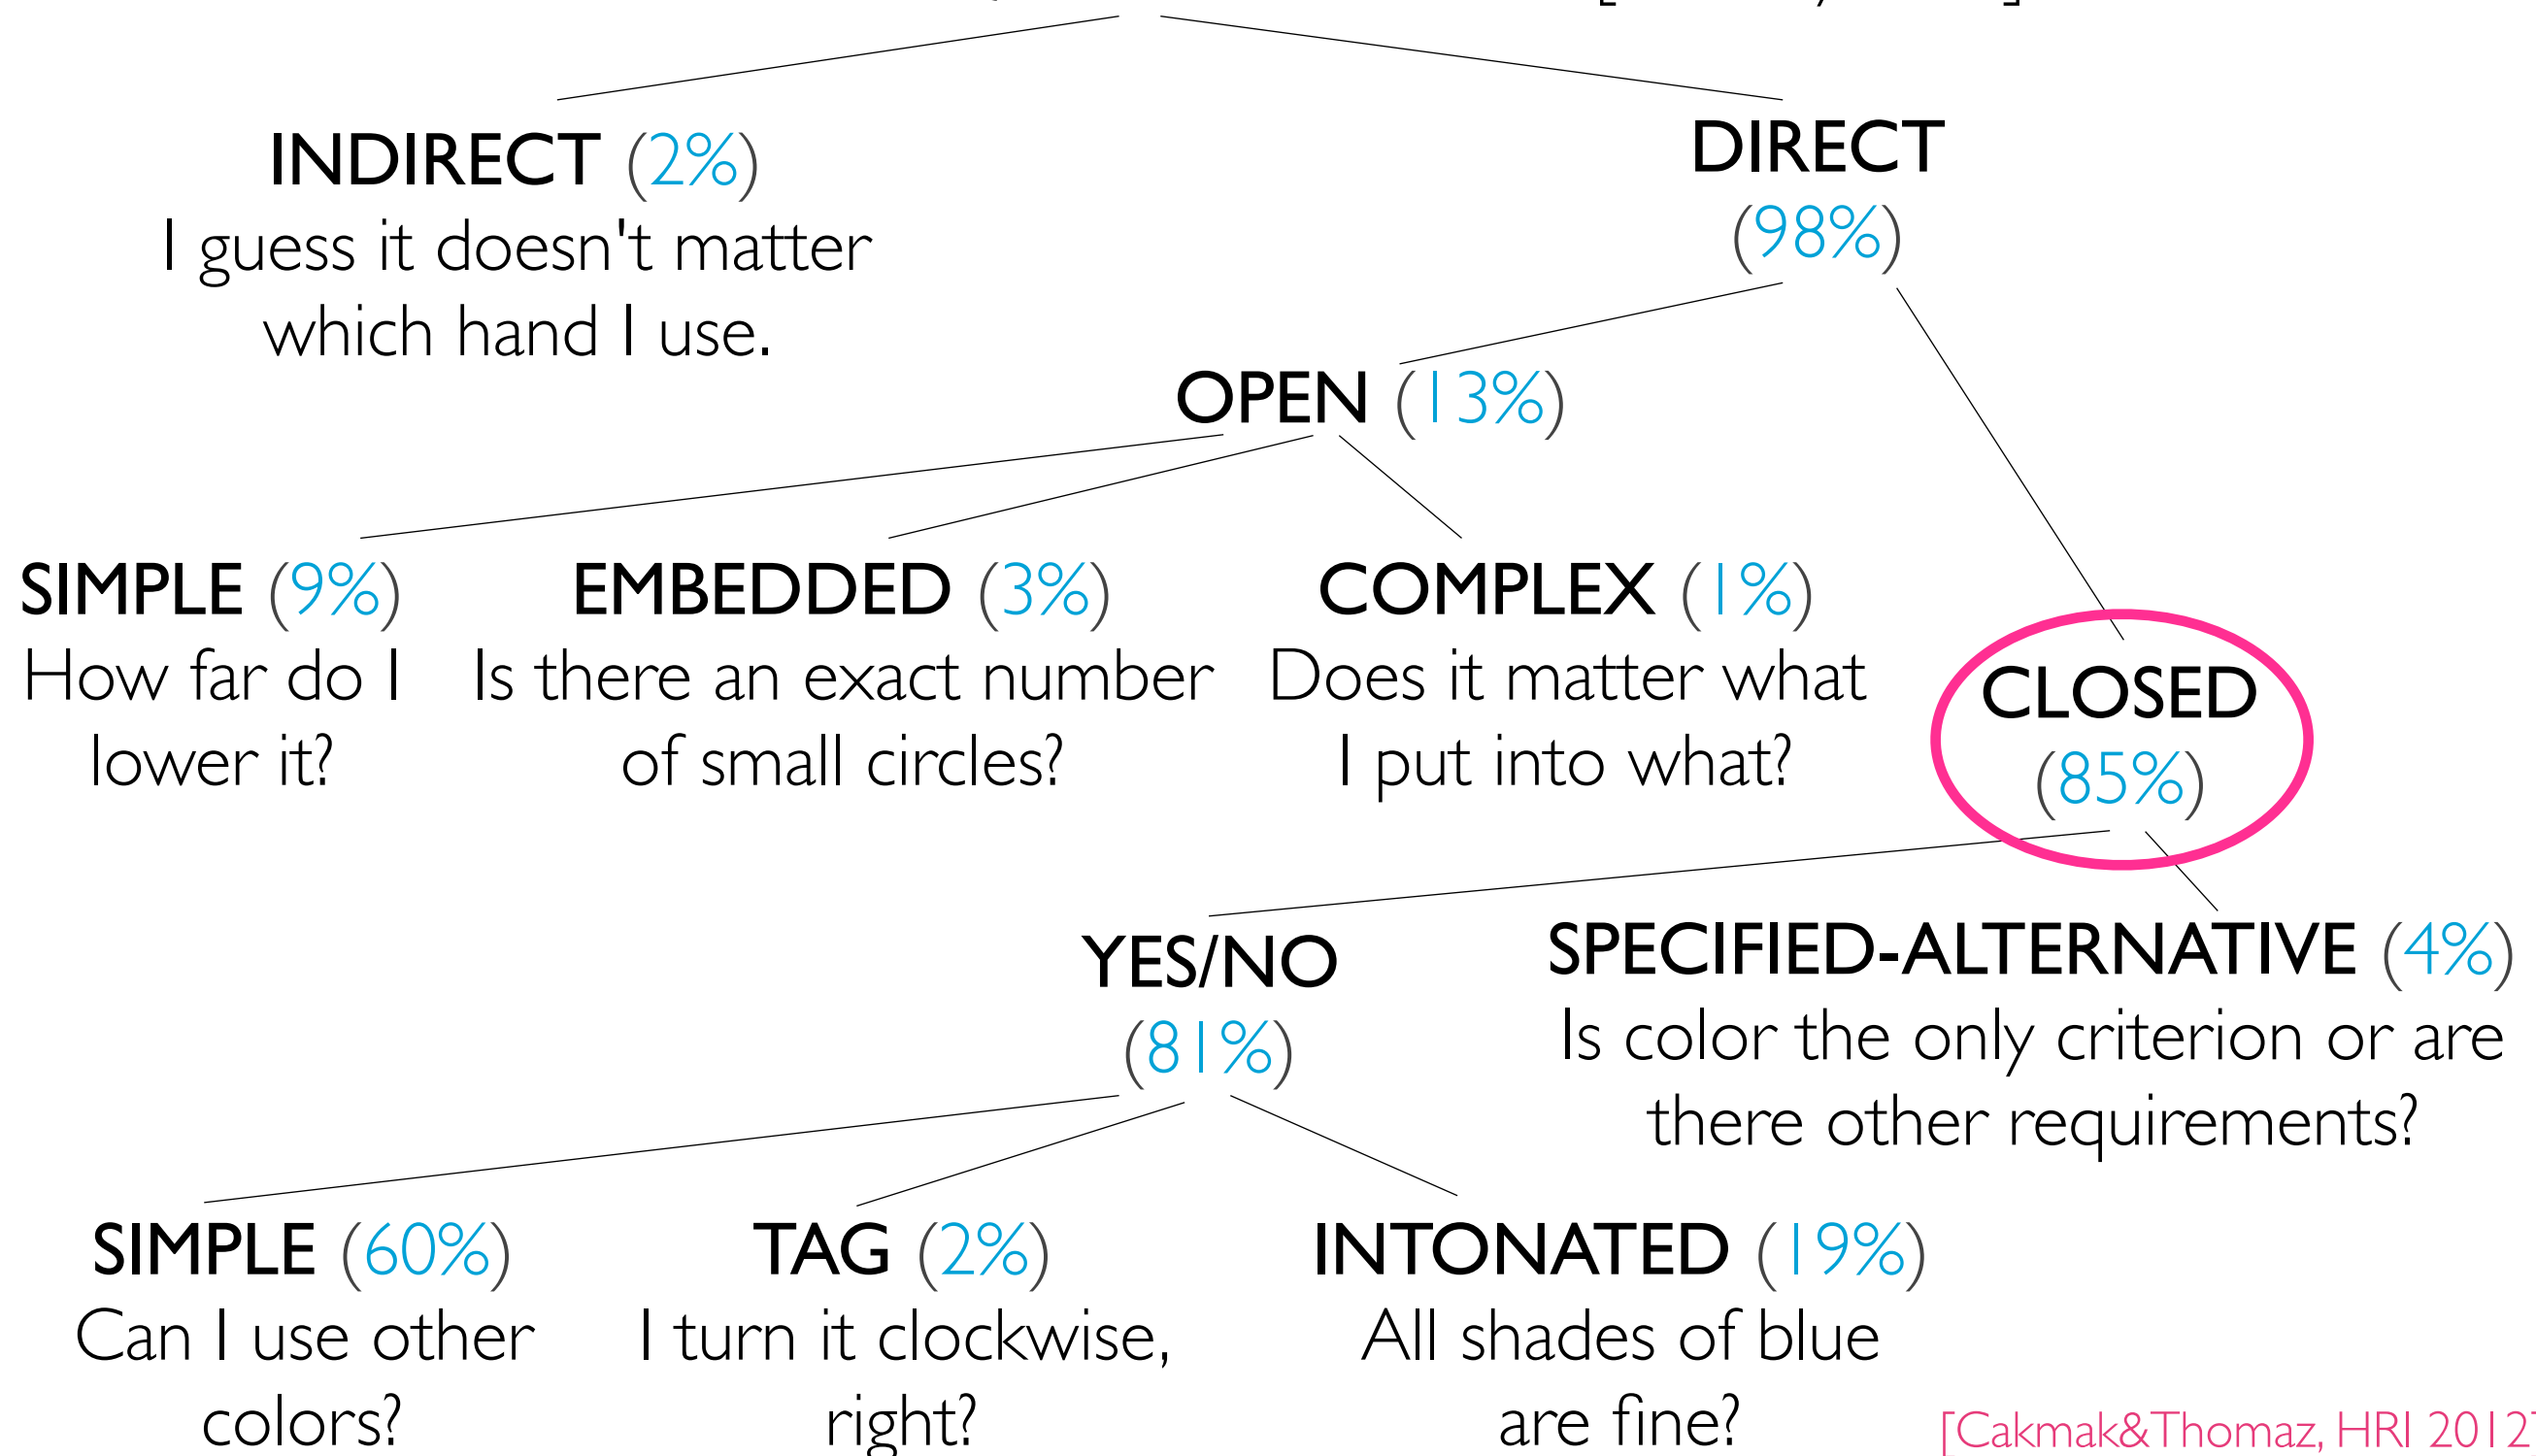 INDIRECT (2%)
I guess it doesn't matter
which hand I use.
DIRECT
(98%)
OPEN (13%)
SIMPLE (9%)
How far do I
lower it?
EMBEDDED (3%)
Is there an exact number
of small circles?
COMPLEX (1%)
Does it matter what
I put into what?
CLOSED
(85%)
YES/NO
(81%)
SPECIFIED-ALTERNATIVE (4%)
Is color the only criterion or are
there other requirements?
SIMPLE (60%)
Can I use other
colors?
TAG (2%)
I turn it clockwise,
right?
INTONATED (19%)
All shades of blue
are fine?
[Cakmak&Thomaz, HRI 2012]